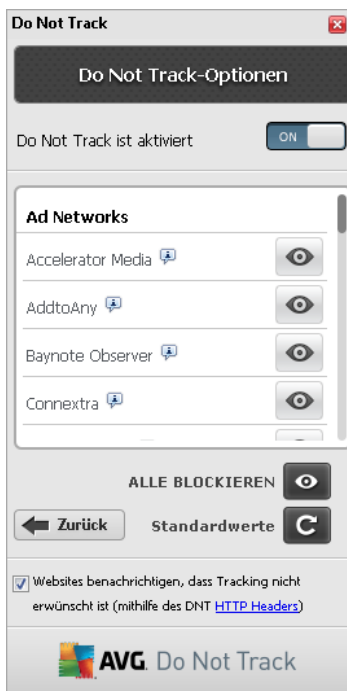 Do Not Track
Do Not Track-Optionen
Do Not Track ist aktiviert
ON
Ad Networks
Accelerator Media
AddtoAny
Baynote Observer
Connextra
ALLE BLOCKIEREN
Zurück
Standardwerte
Websites benachrichtigen, dass Tracking nicht
erwünscht ist (mithilfe des DNT HTTP Headers)
AVG. Do Not Track